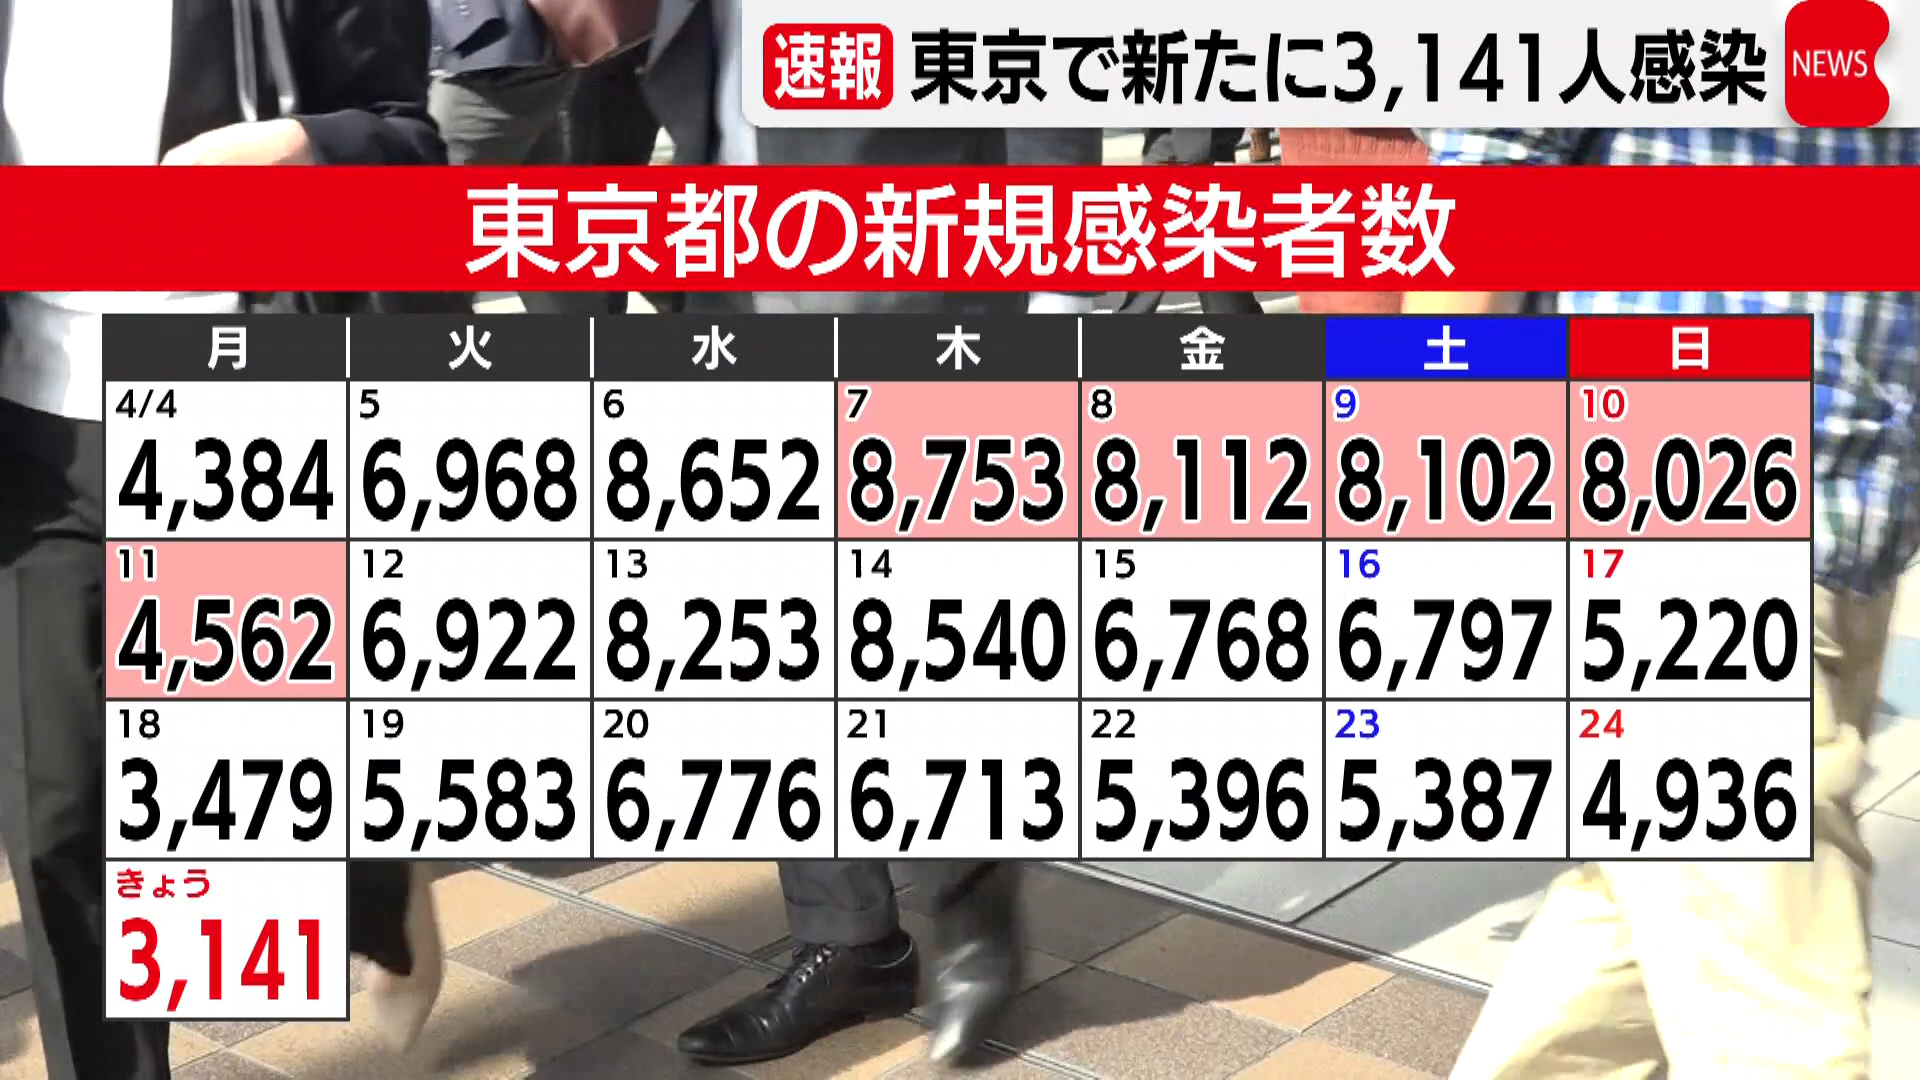 速報 東京で新たに3,141人感染 NEWS
東京都の新規感染者数
月 火 水 木 金 土 日
4/4 5 6 7 8 9 10
4,384 6,968 8,652 8,753 8,112 8,102 8,026
11 12 13 14 15 16 17
4,562 6,922 8,253 8,540 6,768 6,797 5,220
18 19 20 21 22 23 24
3,479 5,583 6,776 6,713 5,396 5,387 4,936
きょう
3,141